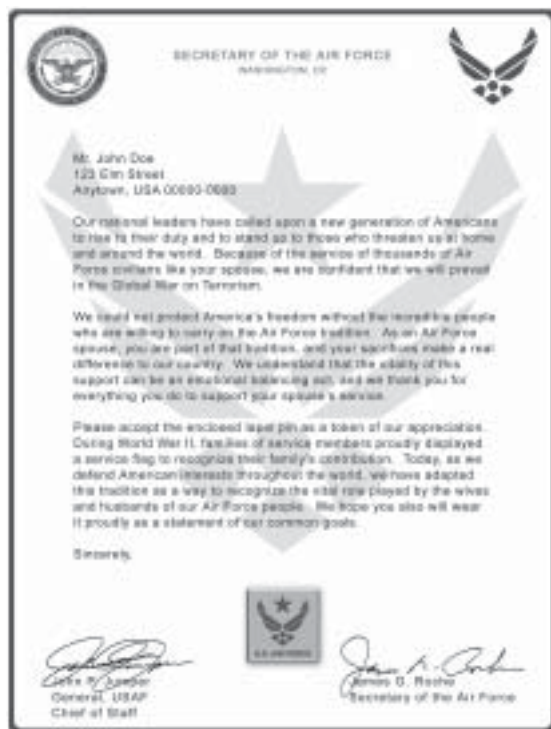 SECRETARY OF THE AIR FORCE
WASHINGTON, DC
Mr. John Doe
123 Elm Street
Anytown, USA 00000-0000
Our national leaders have called upon a new generation of Americans
to rise to their duty and to stand up to those who threaten us at home
and around the world. Because of the service of thousands of Air
Force civilians like your spouse, we are confident that we will prevail
in the Global War on Terrorism.
We could not protect America's freedom without the incredible people
who are willing to carry on the Air Force tradition. As an Air Force
spouse, you are part of that tradition, and your sacrifices make a real
difference to our country. We understand that the vitality of this
support can be an emotional balancing act, and we thank you for
everything you do to support your spouse's service.
Please accept the enclosed lapel pin as a token of our appreciation.
During World War II, families of service members proudly displayed
a service flag to recognize their family's contribution. Today, as we
defend American interests throughout the world, we have adapted
this tradition as a way to recognize the vital role played by the wives
and husbands of our Air Force people. We hope you also will wear
it proudly as a statement of our common goals.
Sincerely,
U.S. AIR FORCE
John P. Jumper
General, USAF
Chief of Staff
James G. Roche
Secretary of the Air Force